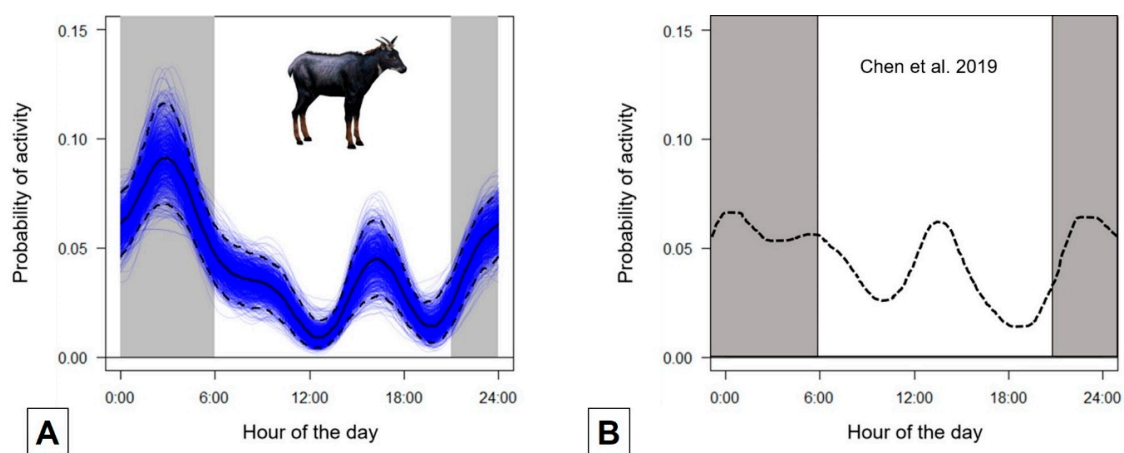 0.15
0.10
0.05
0.00
Probability of activity
0:00 6:00 12:00 18:00 24:00
Hour of the day
A
Chen et al. 2019
0.15
0.10
0.05
0.00
Probability of activity
0:00 6:00 12:00 18:00 24:00
Hour of the day
B